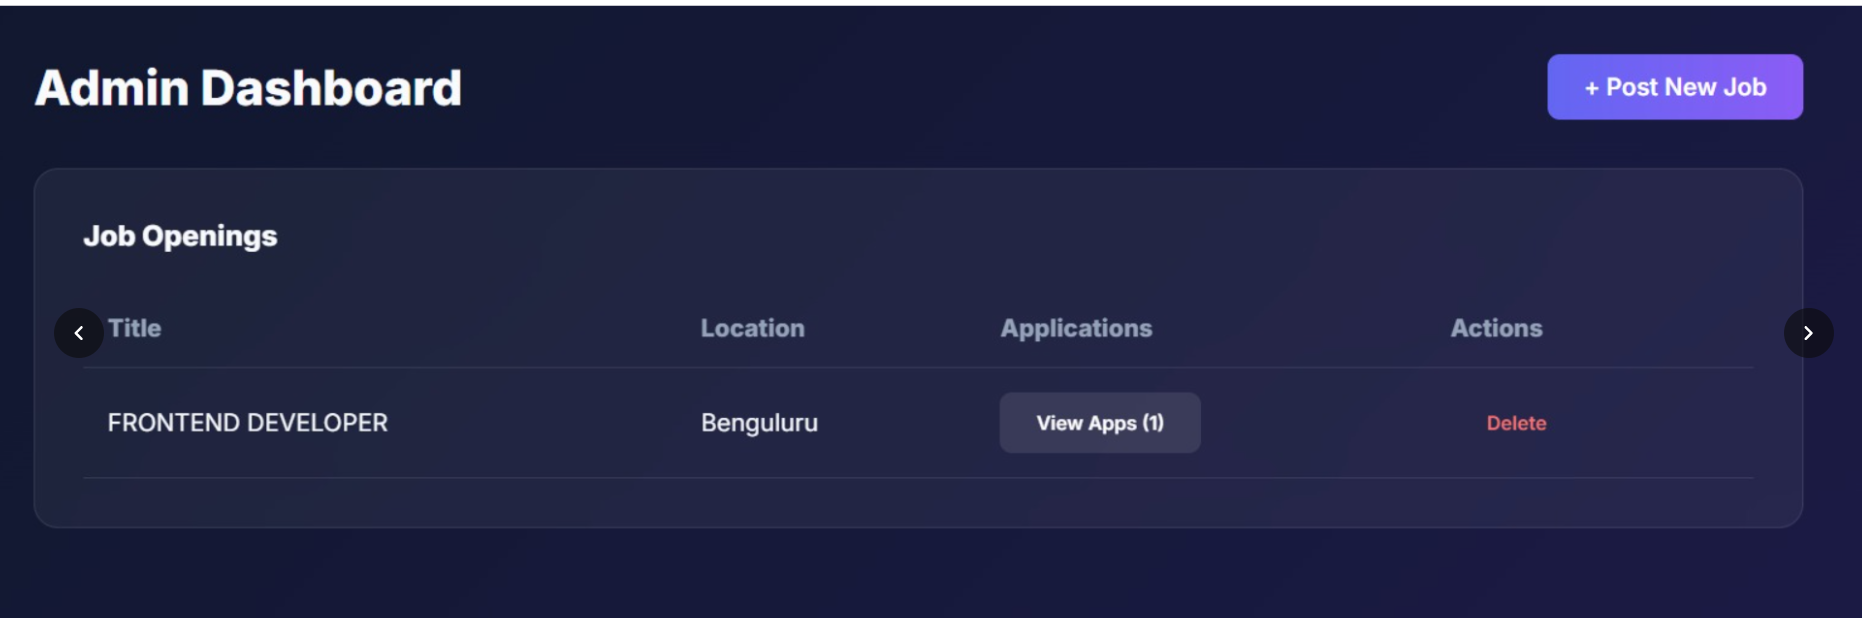 Admin Dashboard
+ Post New Job
Job Openings
Title Location Applications Actions
FRONTEND DEVELOPER Benguluru View Apps (1) Delete